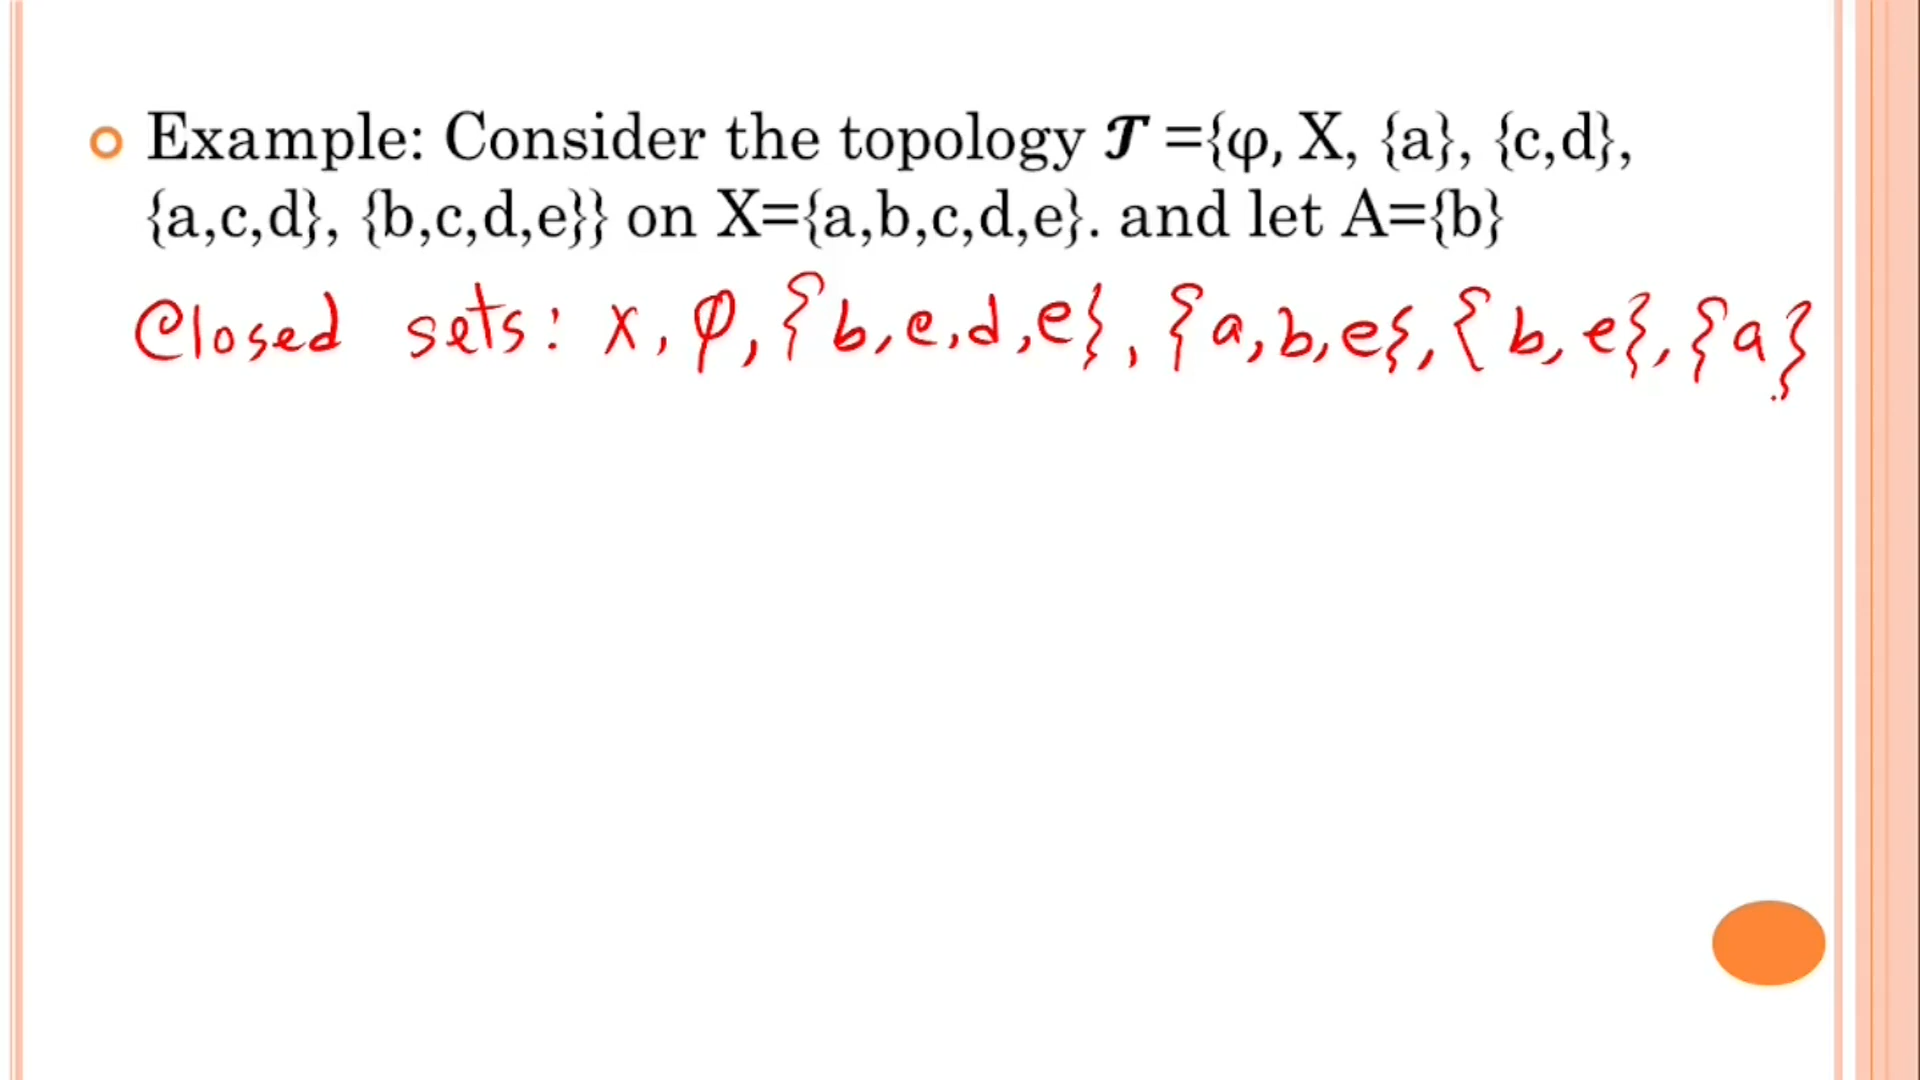 Example: Consider the topology 𝓣 ={φ, X, {a}, {c,d},
{a,c,d}, {b,c,d,e}} on X={a,b,c,d,e}. and let A={b}
Closed sets: X, φ, {b,c,d,e}, {a,b,e}, {b,e}, {a}